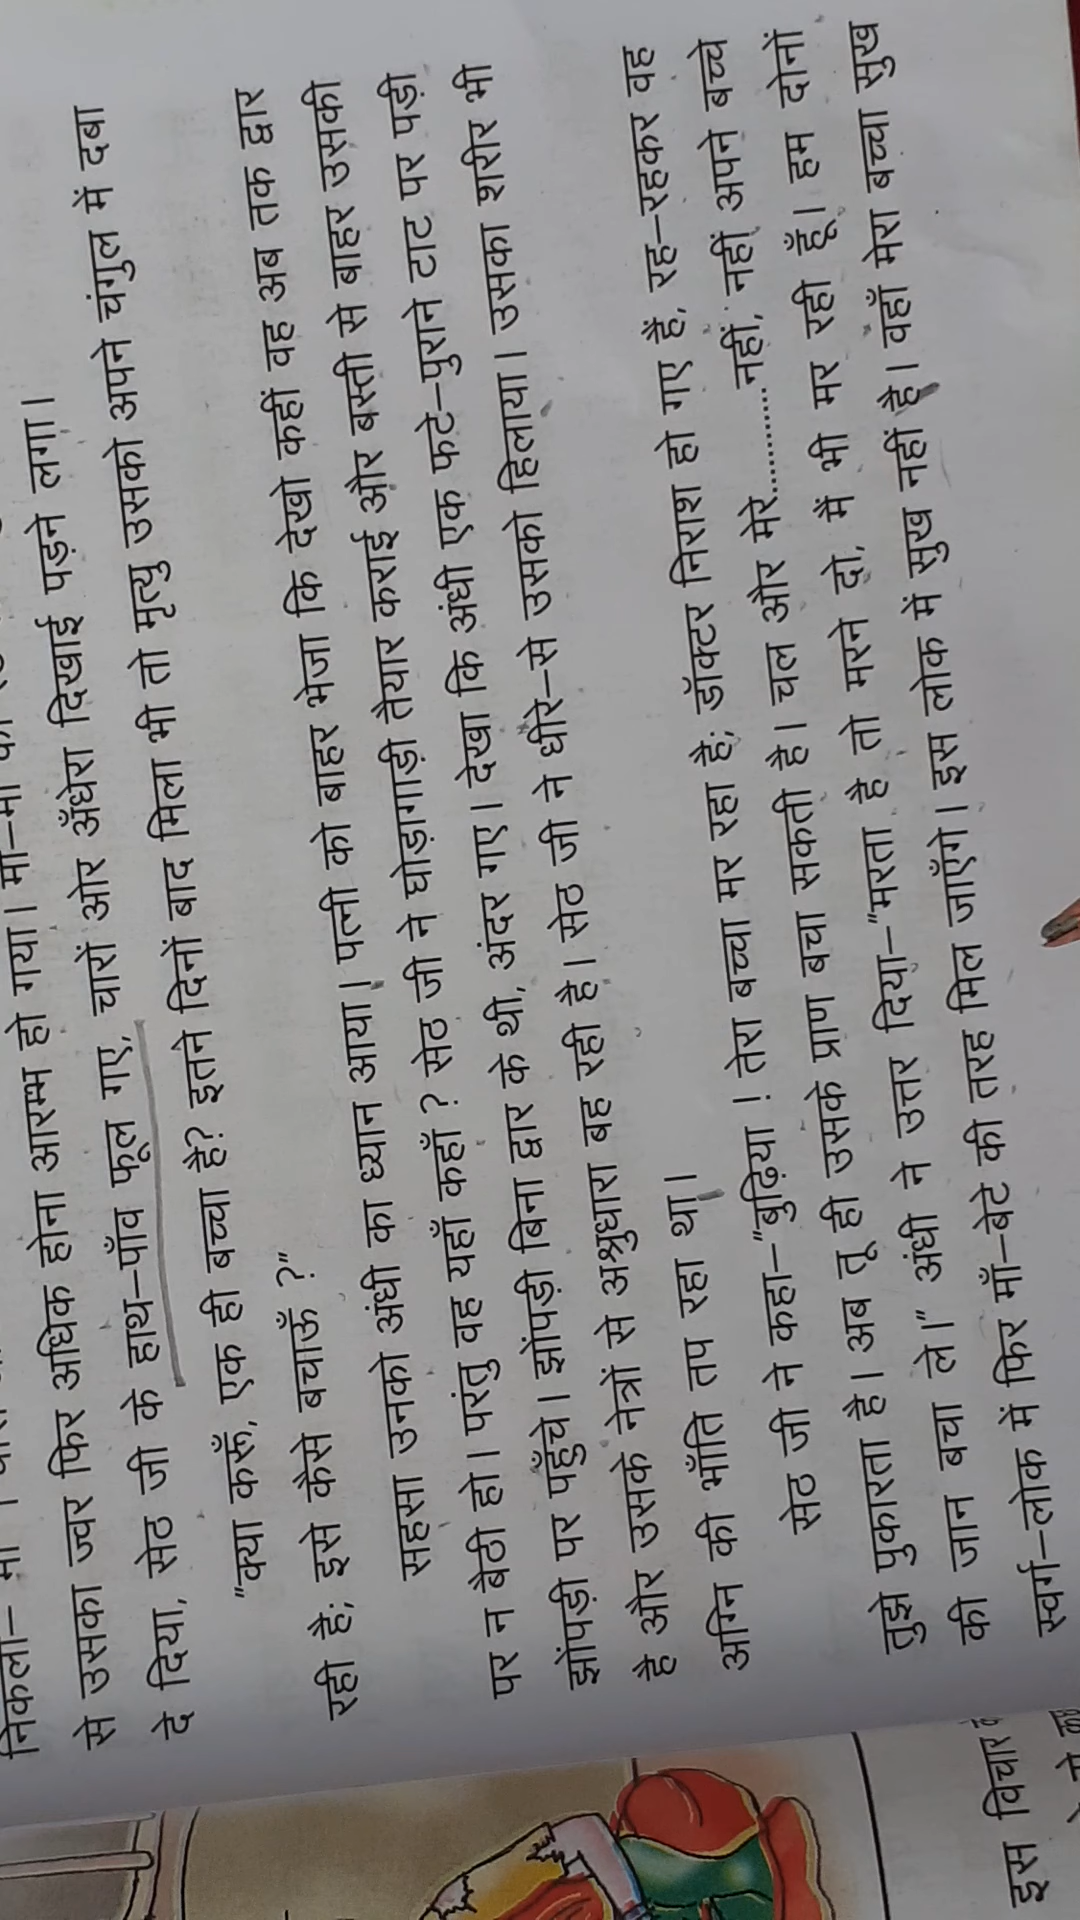 निकला– माँ
से उसका ज्वर फिर अधिक होना आरम्भ हो गया। माँ–माँ
दे दिया, सेठ जी के हाथ–पाँव फूल गए, चारों ओर अँधेरा दिखाई पड़ने लगा।
"क्या करूँ, एक ही बच्चा है? इतने दिनों बाद मिला भी तो मृत्यु उसको अपने चंगुल में दबा
रही है; इसे कैसे बचाऊँ ?"
सहसा उनको अंधी का ध्यान आया। पत्नी को बाहर भेजा कि देखो कहीं वह अब तक द्वार
पर न बैठी हो। परंतु वह यहाँ कहाँ ? सेठ जी ने घोड़ागाड़ी तैयार कराई और बस्ती से बाहर उसकी
झोंपड़ी पर पहुँचे। झोंपड़ी बिना द्वार के थी, अंदर गए। देखा कि अंधी एक फटे–पुराने टाट पर पड़ी
है और उसके नेत्रों से अश्रुधारा बह रही है। सेठ जी ने धीरे–से उसको हिलाया। उसका शरीर भी
अग्नि की भाँति तप रहा था।
सेठ जी ने कहा–"बुढ़िया ! तेरा बच्चा मर रहा है; डॉक्टर निराश हो गए हैं, रह–रहकर वह
तुझे पुकारता है। अब तू ही उसके प्राण बचा सकती है। चल और मेरे............नहीं, नहीं अपने बच्चे
की जान बचा ले।" अंधी ने उत्तर दिया–"मरता है तो मरने दो, मैं भी मर रही हूँ। हम दोनों
स्वर्ग–लोक में फिर माँ–बेटे की तरह मिल जाएँगे। इस लोक में सुख नहीं है। वहाँ मेरा बच्चा सुख
इस विचार